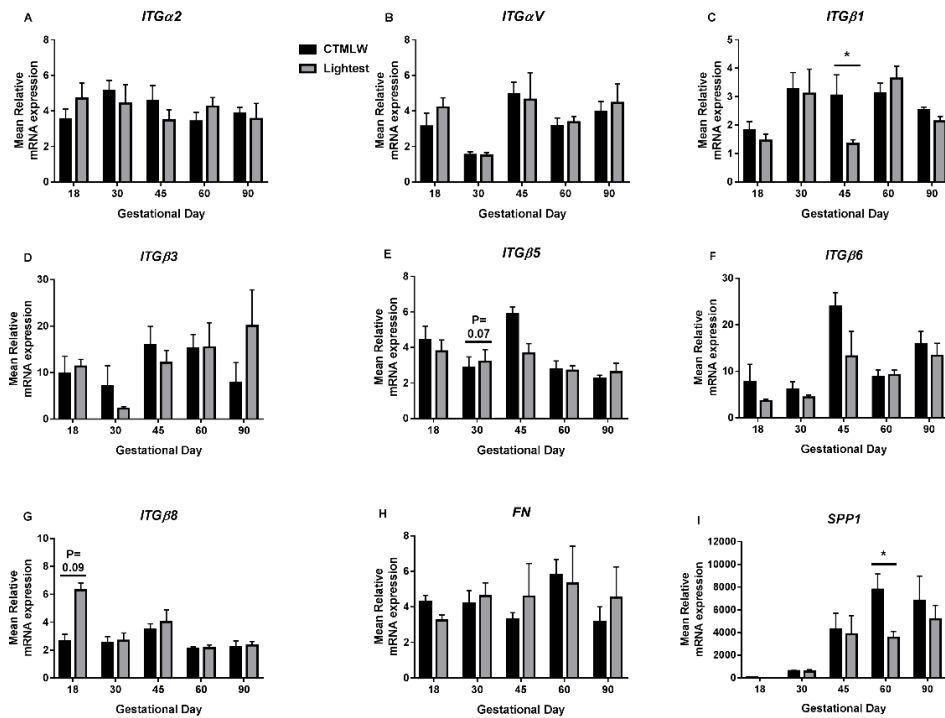 A
ITGα2
Mean Relative
mRNA expression
8
6
4
2
0
18 30 45 60 90
Gestational Day
CTMLW
Lightest
B
ITGαV
Mean Relative
mRNA expression
8
6
4
2
0
18 30 45 60 90
Gestational Day
C
ITGβ1
Mean Relative
mRNA expression
5
4
3
2
1
0
*
18 30 45 60 90
Gestational Day
D
ITGβ3
Mean Relative
mRNA expression
30
20
10
0
18 30 45 60 90
Gestational Day
E
ITGβ5
Mean Relative
mRNA expression
8
6
4
2
0
P=
0.07
18 30 45 60 90
Gestational Day
F
ITGβ6
Mean Relative
mRNA expression
30
20
10
0
18 30 45 60 90
Gestational Day
G
ITGβ8
Mean Relative
mRNA expression
10
8
6
4
2
0
P=
0.09
18 30 45 60 90
Gestational Day
H
FN
Mean Relative
mRNA expression
8
6
4
2
0
18 30 45 60 90
Gestational Day
I
SPP1
Mean Relative
mRNA expression
12000
10000
8000
6000
4000
2000
0
*
18 30 45 60 90
Gestational Day